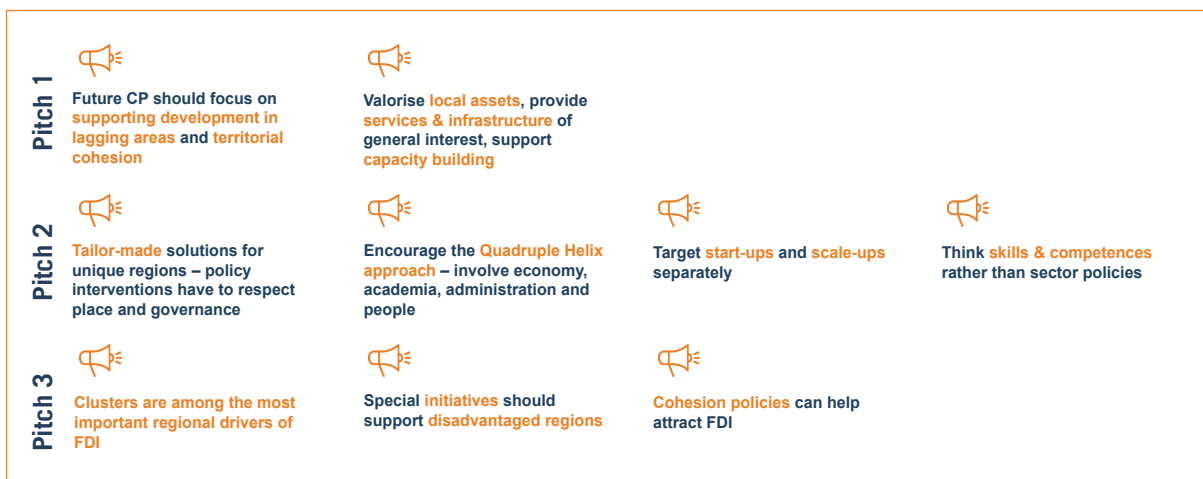 Pitch 1
Future CP should focus on
supporting development in
lagging areas and territorial
cohesion
Valorise local assets, provide
services & infrastructure of
general interest, support
capacity building
Pitch 2
Tailor-made solutions for
unique regions – policy
interventions have to respect
place and governance
Encourage the Quadruple Helix
approach – involve economy,
academia, administration and
people
Target start-ups and scale-ups
separately
Think skills & competences
rather than sector policies
Pitch 3
Clusters are among the most
important regional drivers of
FDI
Special initiatives should
support disadvantaged regions
Cohesion policies can help
attract FDI